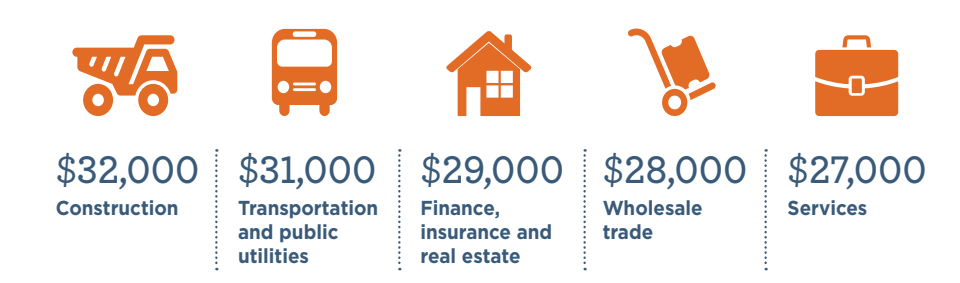 $32,000
Construction
$31,000
Transportation
and public
utilities
$29,000
Finance,
insurance and
real estate
$28,000
Wholesale
trade
$27,000
Services